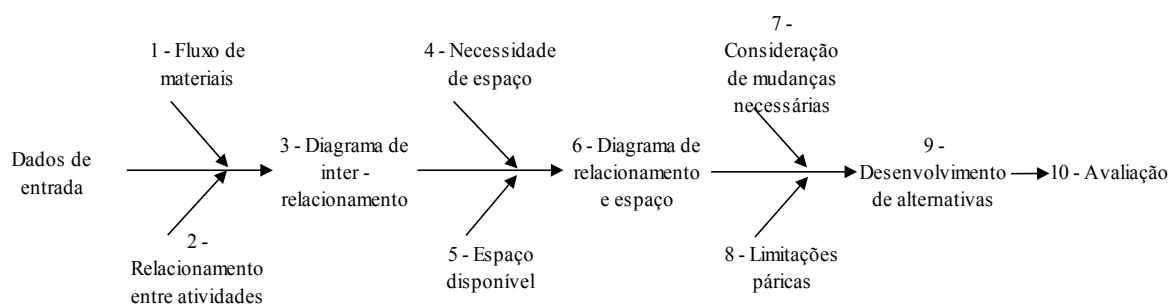 1 - Fluxo de
materiais
4 - Necessidade
de espaço
7 -
Consideração
de mudanças
necessárias
Dados de
entrada
3 - Diagrama de
inter -
relacionamento
6 - Diagrama de
relacionamento
e espaço
9 -
Desenvolvimento
de alternativas
10 - Avaliação
2 -
Relacionamento
entre atividades
5 - Espaço
disponível
8 - Limitações
páricas